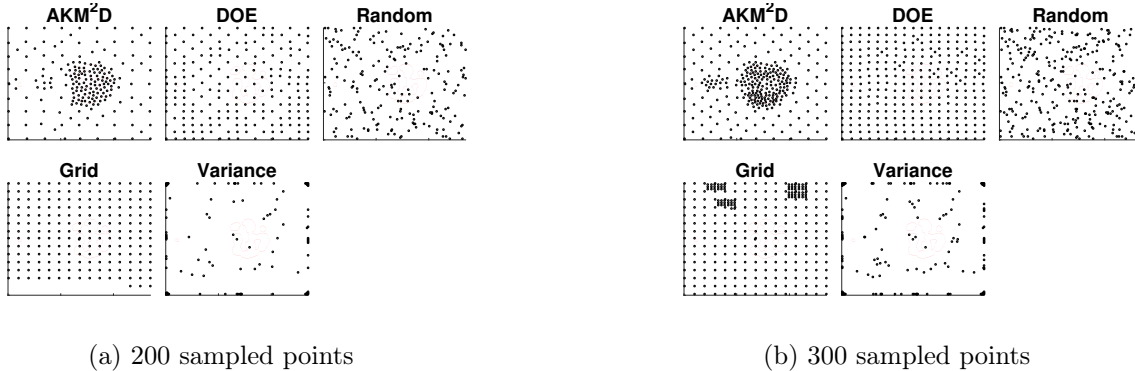 AKM²D DOE Random
Grid Variance
(a) 200 sampled points
AKM²D DOE Random
Grid Variance
(b) 300 sampled points